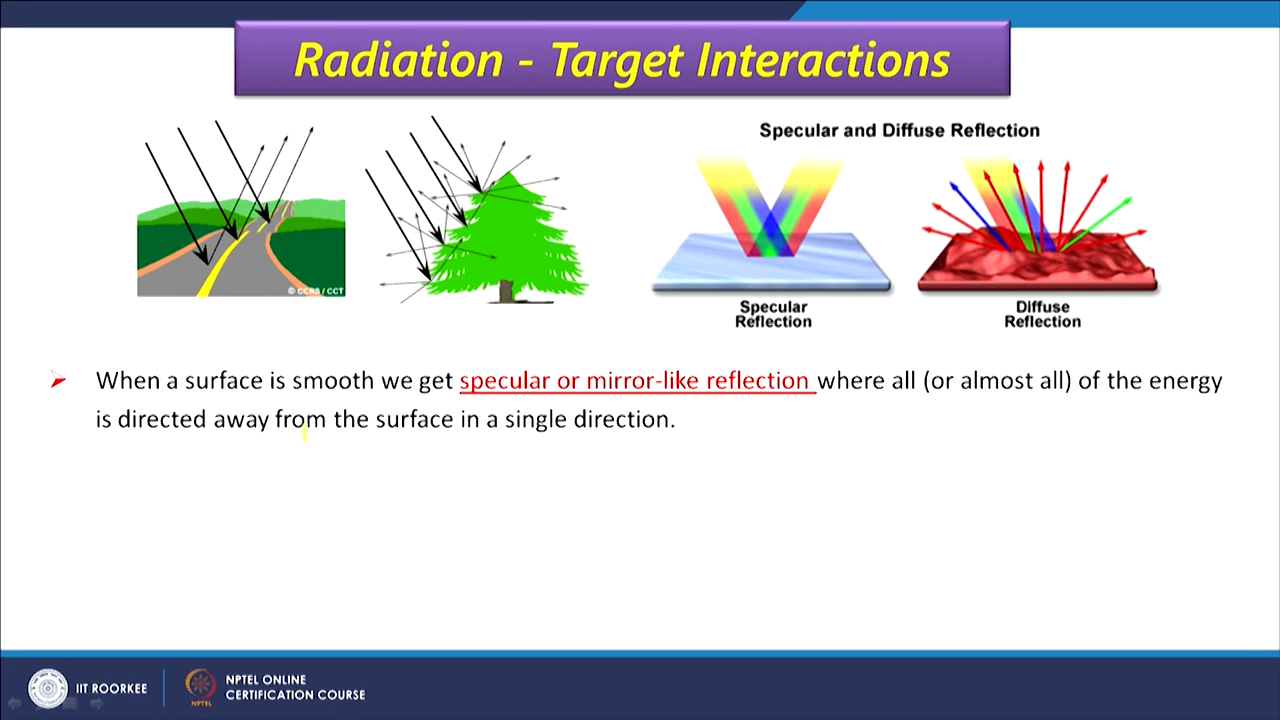 Radiation - Target Interactions
Specular and Diffuse Reflection
© CCRS / CCT
Specular
Reflection
Diffuse
Reflection
When a surface is smooth we get specular or mirror-like reflection where all (or almost all) of the energy
is directed away from the surface in a single direction.
IIT ROORKEE
NPTEL ONLINE
CERTIFICATION COURSE
NPTEL